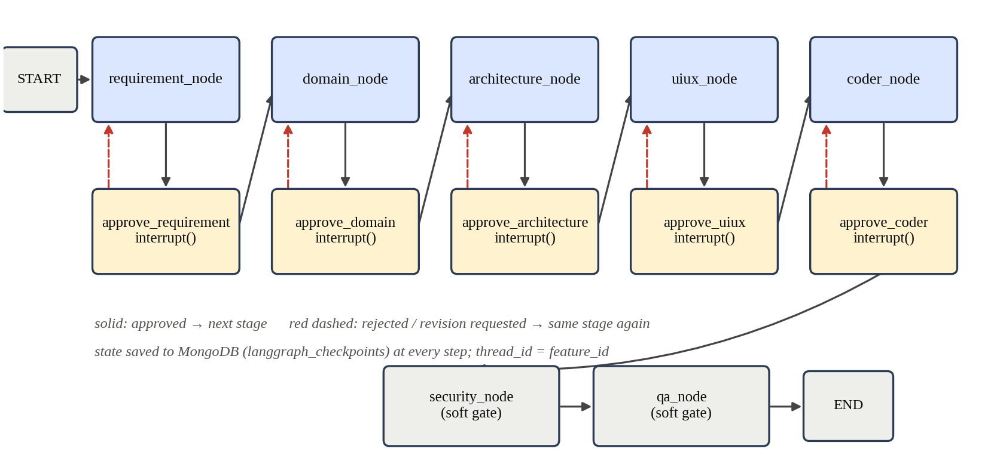 START
requirement_node
domain_node
architecture_node
uiux_node
coder_node
approve_requirement
interrupt()
approve_domain
interrupt()
approve_architecture
interrupt()
approve_uiux
interrupt()
approve_coder
interrupt()
solid: approved → next stage red dashed: rejected / revision requested → same stage again
state saved to MongoDB (langgraph_checkpoints) at every step; thread_id = feature_id
security_node
(soft gate)
qa_node
(soft gate)
END